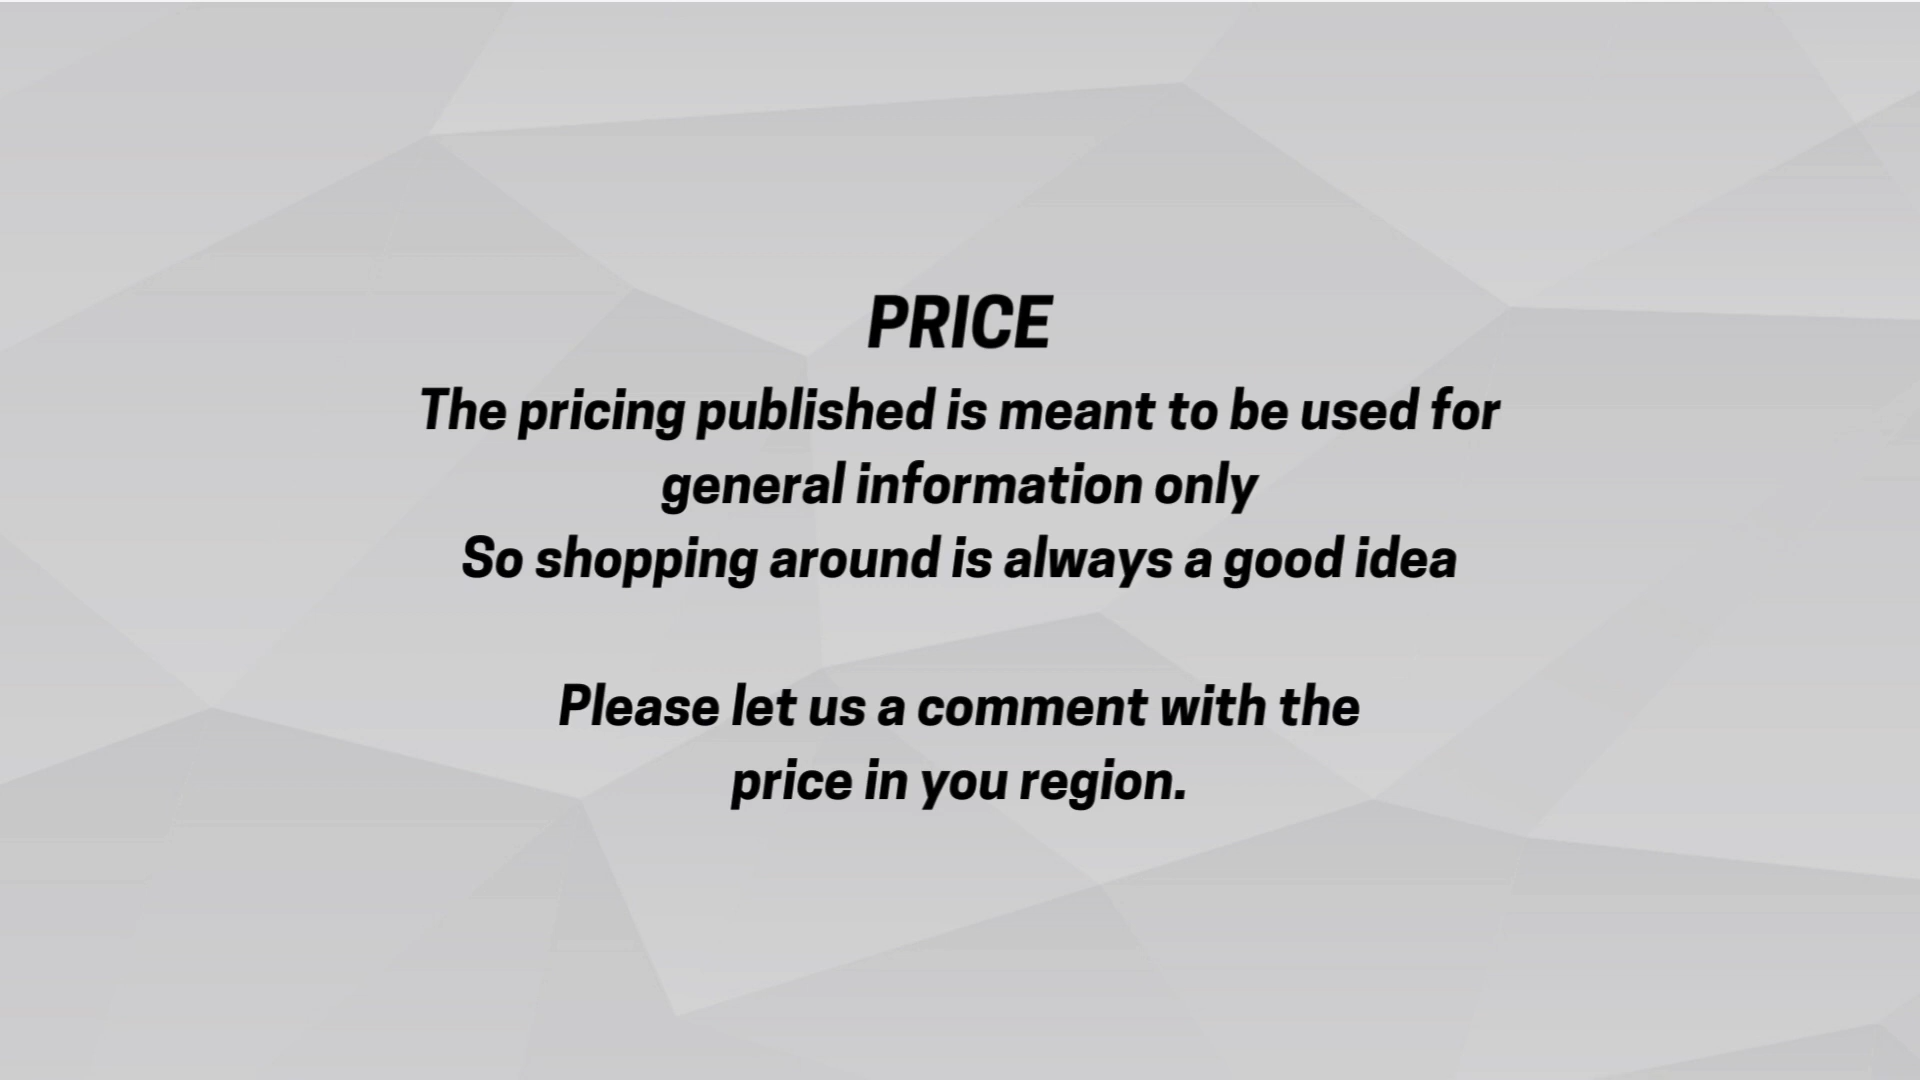 PRICE
The pricing published is meant to be used for
general information only
So shopping around is always a good idea
Please let us a comment with the
price in you region.